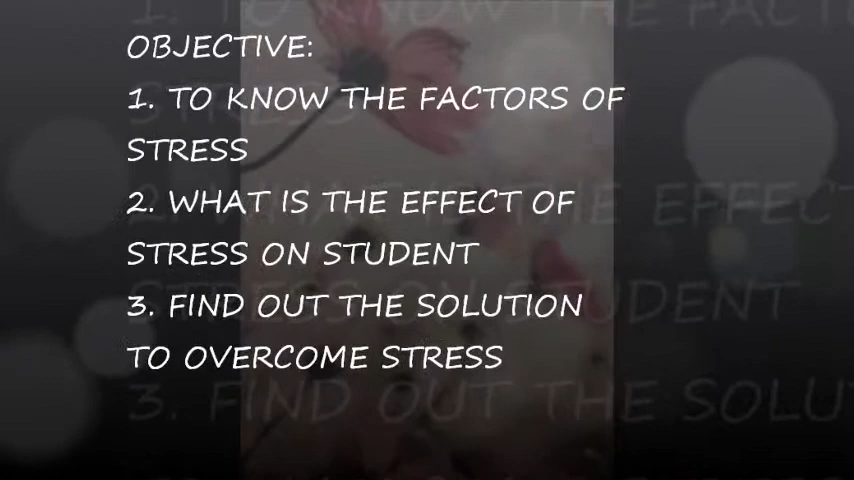 OBJECTIVE:
1. TO KNOW THE FACTORS OF
STRESS
2. WHAT IS THE EFFECT OF
STRESS ON STUDENT
3. FIND OUT THE SOLUTION
TO OVERCOME STRESS